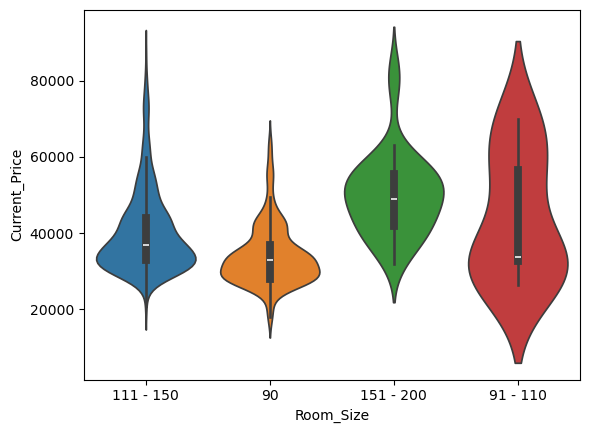 Current_Price
80000
60000
40000
20000
111 - 150
90
151 - 200
91 - 110
Room_Size